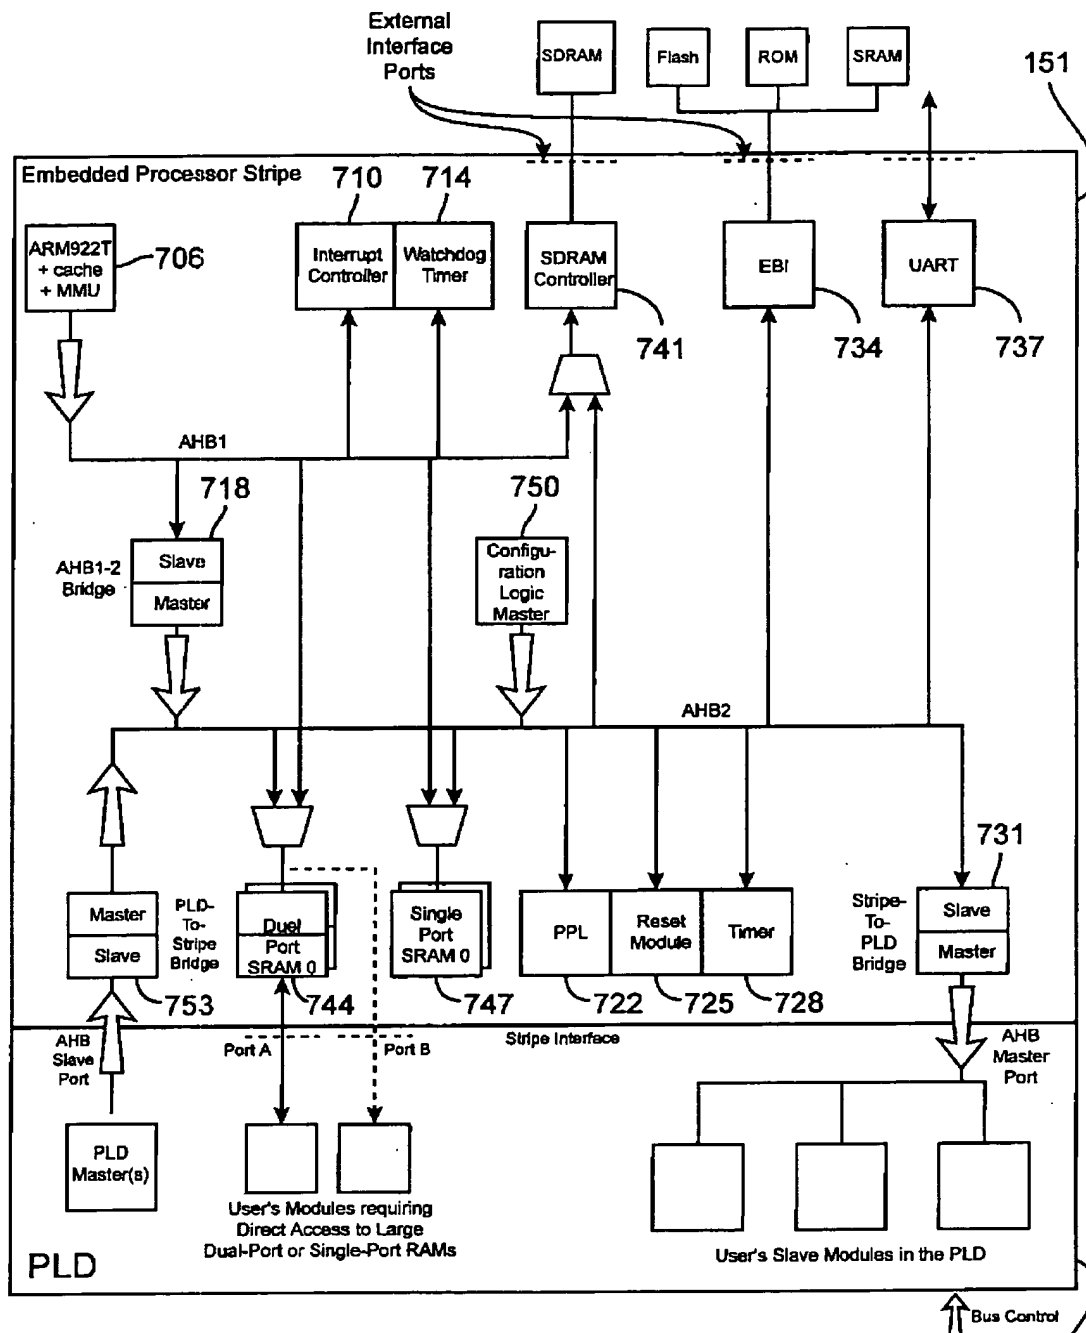 External
Interface
Ports
SDRAM
Flash
ROM
SRAM
151
Embedded Processor Stripe
710
714
ARM922T
+ cache
+ MMU
706
Interrupt
Controller
Watchdog
Timer
SDRAM
Controller
EBI
UART
741
734
737
AHB1
718
750
AHB1-2
Bridge
Slave
Master
Configu-
ration
Logic
Master
AHB2
731
Master
Slave
PLD-
To-
Stripe
Bridge
Duel
Port
SRAM 0
Single
Port
SRAM 0
PPL
Reset
Module
Timer
Stripe-
To-
PLD
Bridge
Slave
Master
753
744
747
722
725
728
AHB
Slave
Port
Port A
Port B
Stripe Interface
AHB
Master
Port
PLD
Master(s)
User's Modules requiring
Direct Access to Large
Dual-Port or Single-Port RAMs
User's Slave Modules in the PLD
PLD
Bus Control